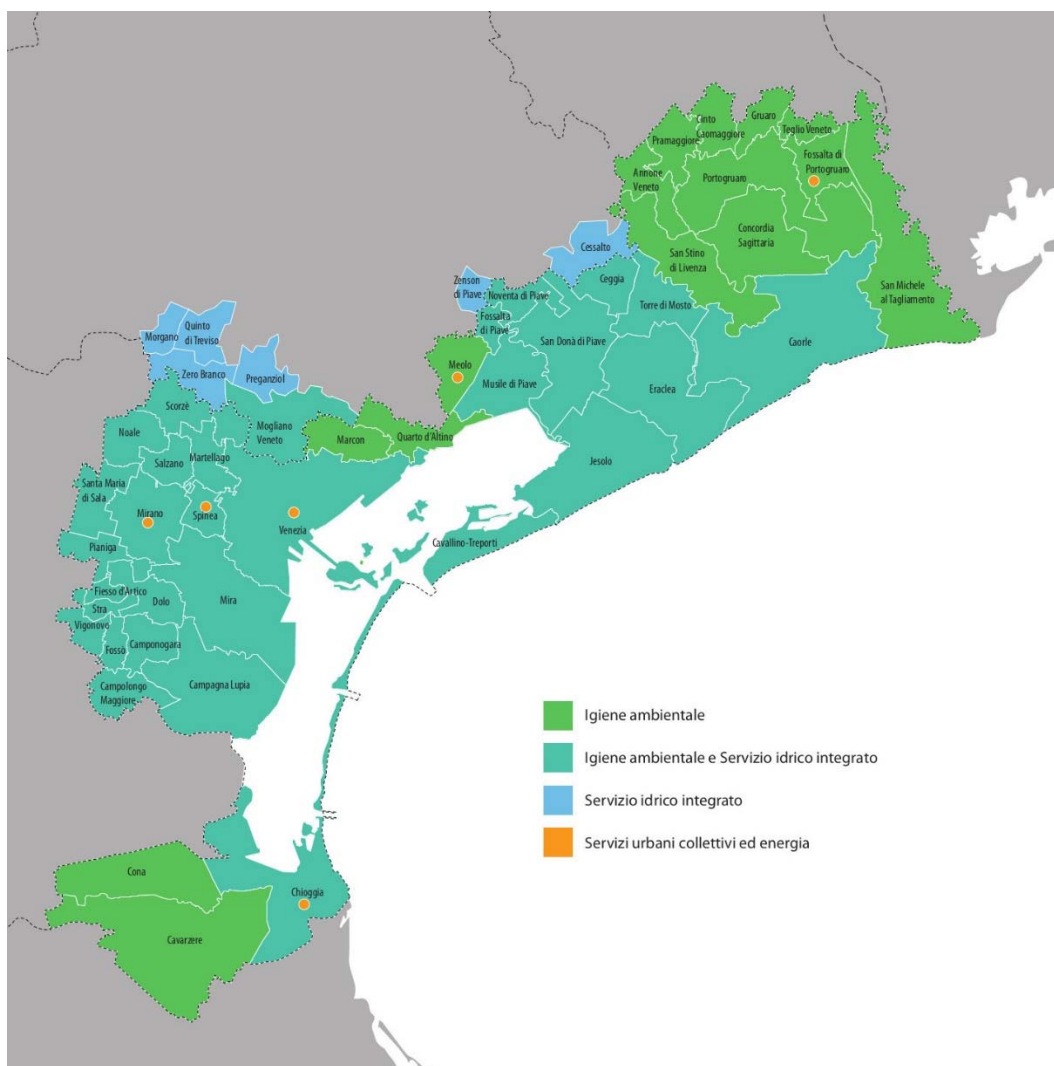 Cinto
Caomaggiore
Gruaro
Pramaggiore
Teglio Veneto
Fossalta di
Portogruaro
Annone
Veneto
Portogruaro
Concordia
Sagittaria
San Stino
di Livenza
San Michele
al Tagliamento
Cessalto
Ceggia
Zenson
di Piave
Noventa di Piave
Torre di Mosto
Fossalta
di Piave
San Donà di Piave
Caorle
Morgano
Quinto
di Treviso
Zero Branco
Preganziol
Meolo
Musile di Piave
Eraclea
Scorzè
Noale
Mogliano
Veneto
Marcon
Quarto d'Altino
Salzano
Martellago
Jesolo
Santa Maria
di Sala
Mirano
Spinea
Venezia
Cavallino-Treporti
Pianiga
Fiesso d'Artico
Dolo
Mira
Stra
Vigonovo
Fossò
Camponogara
Campolongo
Maggiore
Campagna Lupia
Igiene ambientale
Igiene ambientale e Servizio idrico integrato
Servizio idrico integrato
Servizi urbani collettivi ed energia
Cona
Chioggia
Cavarzere